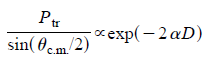 P_tr / sin(θ_c.m./2) ∝ exp(−2αD)